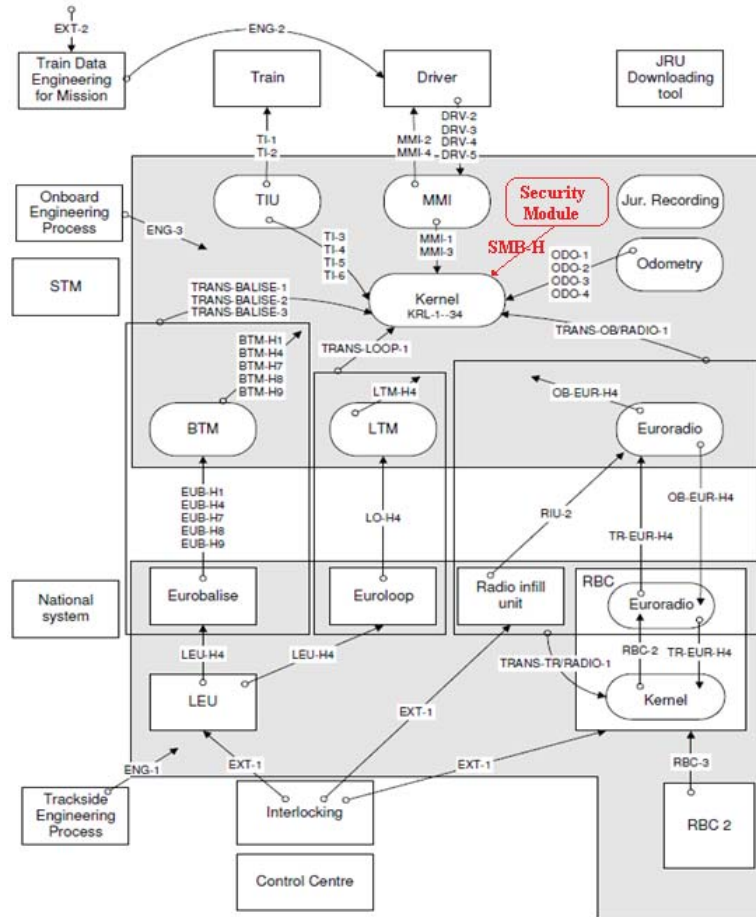 EXT-2
ENG-2
Train Data
Engineering
for Mission
Train
Driver
JRU
Downloading
tool
TI-1
TI-2
MMI-2
MMI-4
DRV-2
DRV-3
DRV-4
DRV-5
Onboard
Engineering
Process
ENG-3
TIU
MMI
Security
Module
Jur. Recording
TI-3
TI-4
TI-5
TI-6
MMI-1
MMI-3
SMB-H
ODO-1
ODO-2
ODO-3
ODO-4
Odometry
STM
TRANS-BALISE-1
TRANS-BALISE-2
TRANS-BALISE-3
Kernel
KRL-1--34
TRANS-OB/RADIO-1
TRANS-LOOP-1
BTM-H1
BTM-H4
BTM-H7
BTM-H8
BTM-H9
LTM-H4
OB-EUR-H4
BTM
LTM
Euroradio
EUB-H1
EUB-H4
EUB-H7
EUB-H8
EUB-H9
LO-H4
RIU-2
OB-EUR-H4
TR-EUR-H4
National
system
Eurobalise
Euroloop
Radio infill
unit
RBC
Euroradio
LEU-H4
LEU-H4
TRANS-TR/RADIO-1
RBC-2
TR-EUR-H4
LEU
Kernel
EXT-1
ENG-1
EXT-1
EXT-1
RBC-3
Trackside
Engineering
Process
Interlocking
RBC 2
Control Centre